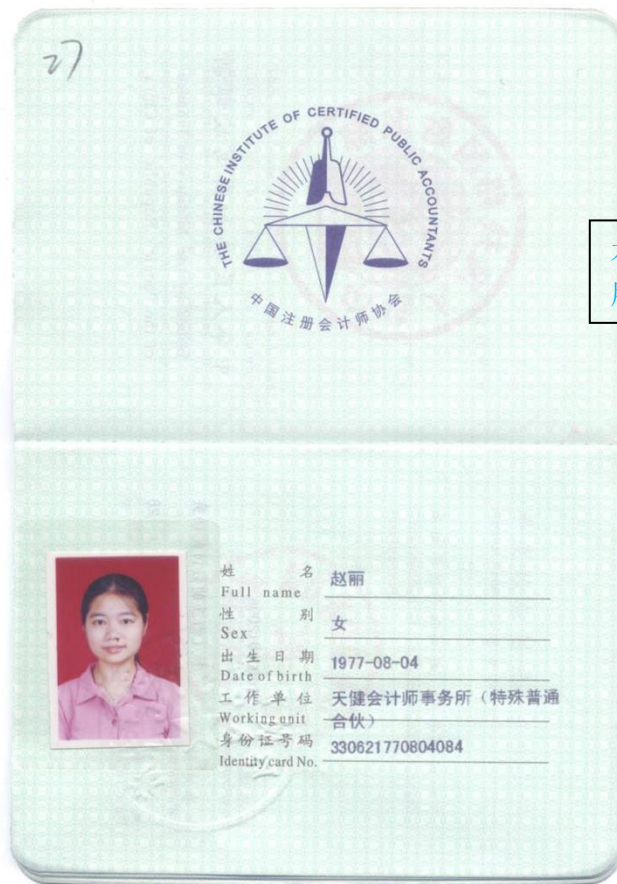 27
THE CHINESE INSTITUTE OF CERTIFIED PUBLIC ACCOUNTANTS
中国注册会计师协会
姓 名 赵丽
Full name
性 别 女
Sex
出生日期 1977-08-04
Date of birth
工作单位 天健会计师事务所（特殊普通
Working unit 合伙）
身份证号码 330621770804084
Identity card No.